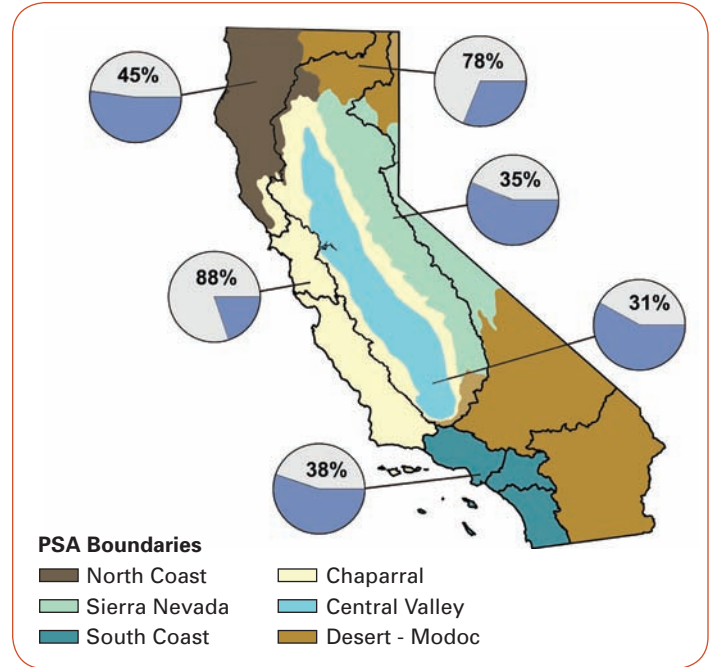 45%
78%
35%
88%
31%
38%
PSA Boundaries
North Coast
Chaparral
Sierra Nevada
Central Valley
South Coast
Desert - Modoc